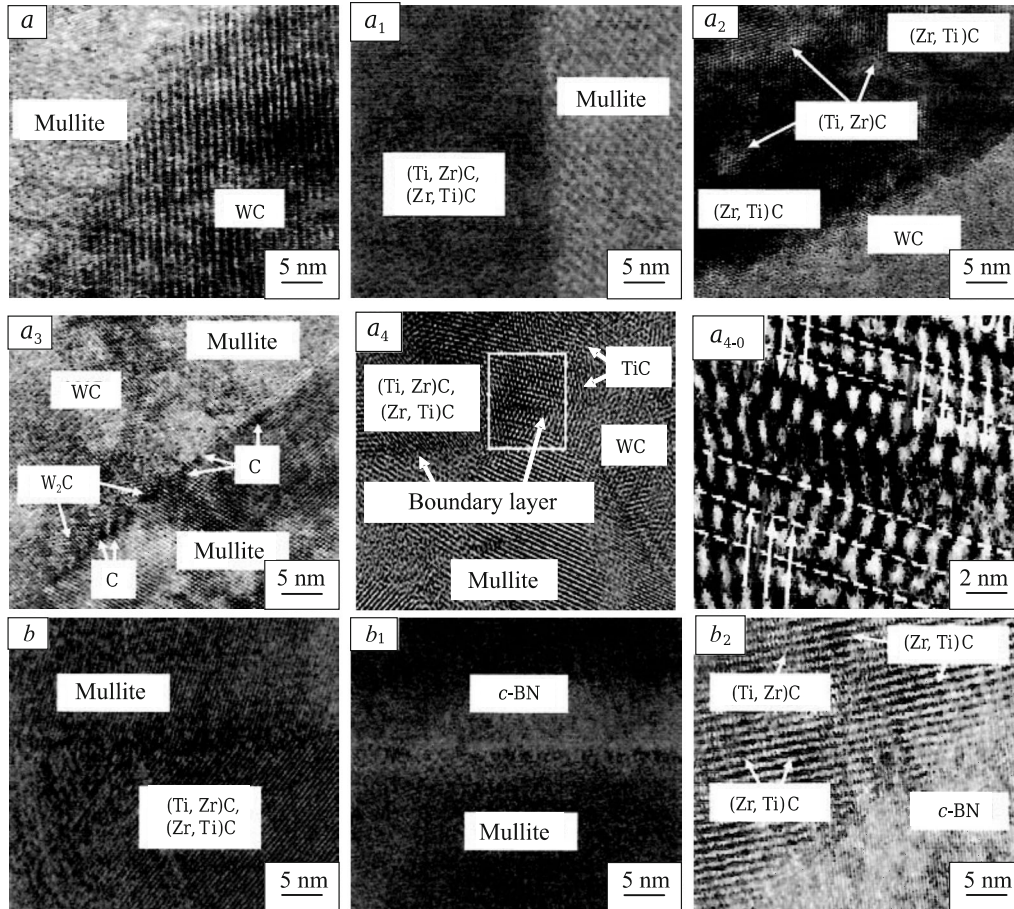 a
Mullite
WC
5 nm
a₁
Mullite
(Ti, Zr)C,
(Zr, Ti)C
5 nm
a₂
(Zr, Ti)C
(Ti, Zr)C
(Zr, Ti)C
WC
5 nm
a₃
Mullite
WC
C
W₂C
Mullite
C
5 nm
a₄
TiC
(Ti, Zr)C,
(Zr, Ti)C
WC
Boundary layer
Mullite
5 nm
a₄₋₀
2 nm
b
Mullite
(Ti, Zr)C,
(Zr, Ti)C
5 nm
b₁
c-BN
Mullite
5 nm
b₂
(Zr, Ti)C
(Ti, Zr)C
(Zr, Ti)C
c-BN
5 nm